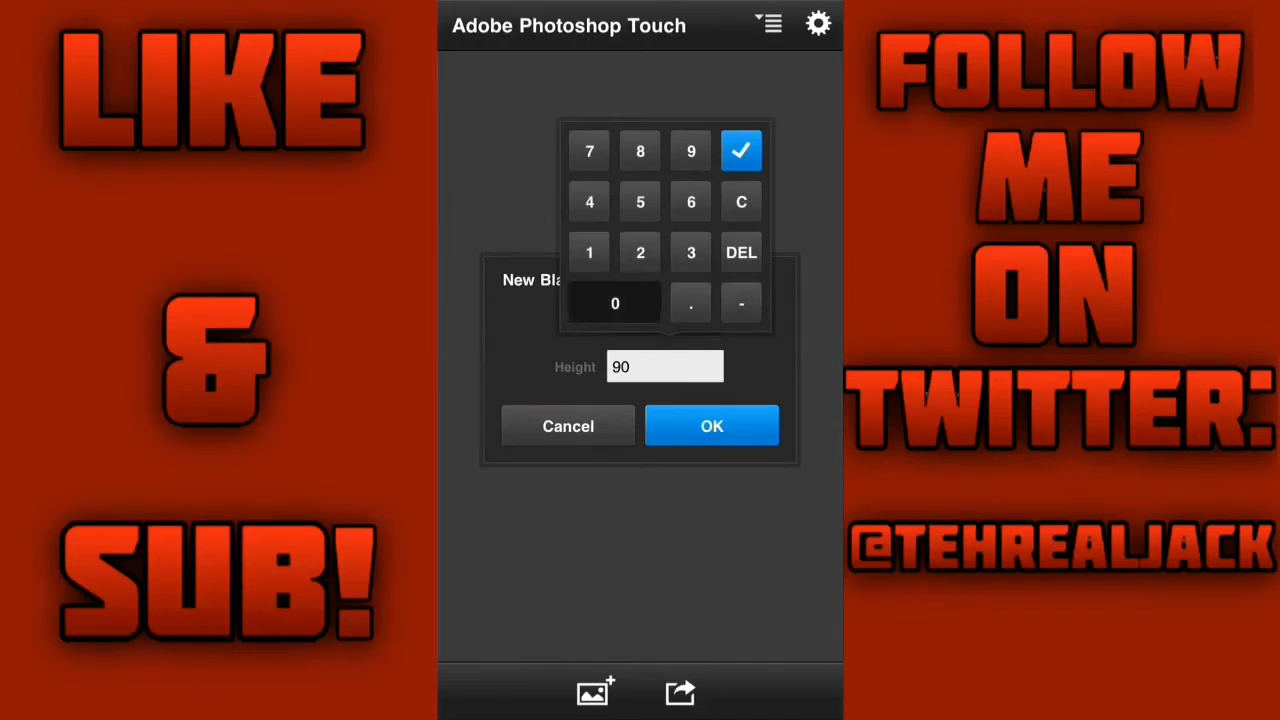 LIKE
&
SUB!
Adobe Photoshop Touch
7 8 9
4 5 6 C
1 2 3 DEL
0 . -
New Bla
Height 90
Cancel OK
FOLLOW
ME
ON
TWITTER:
@TEHREALJACK